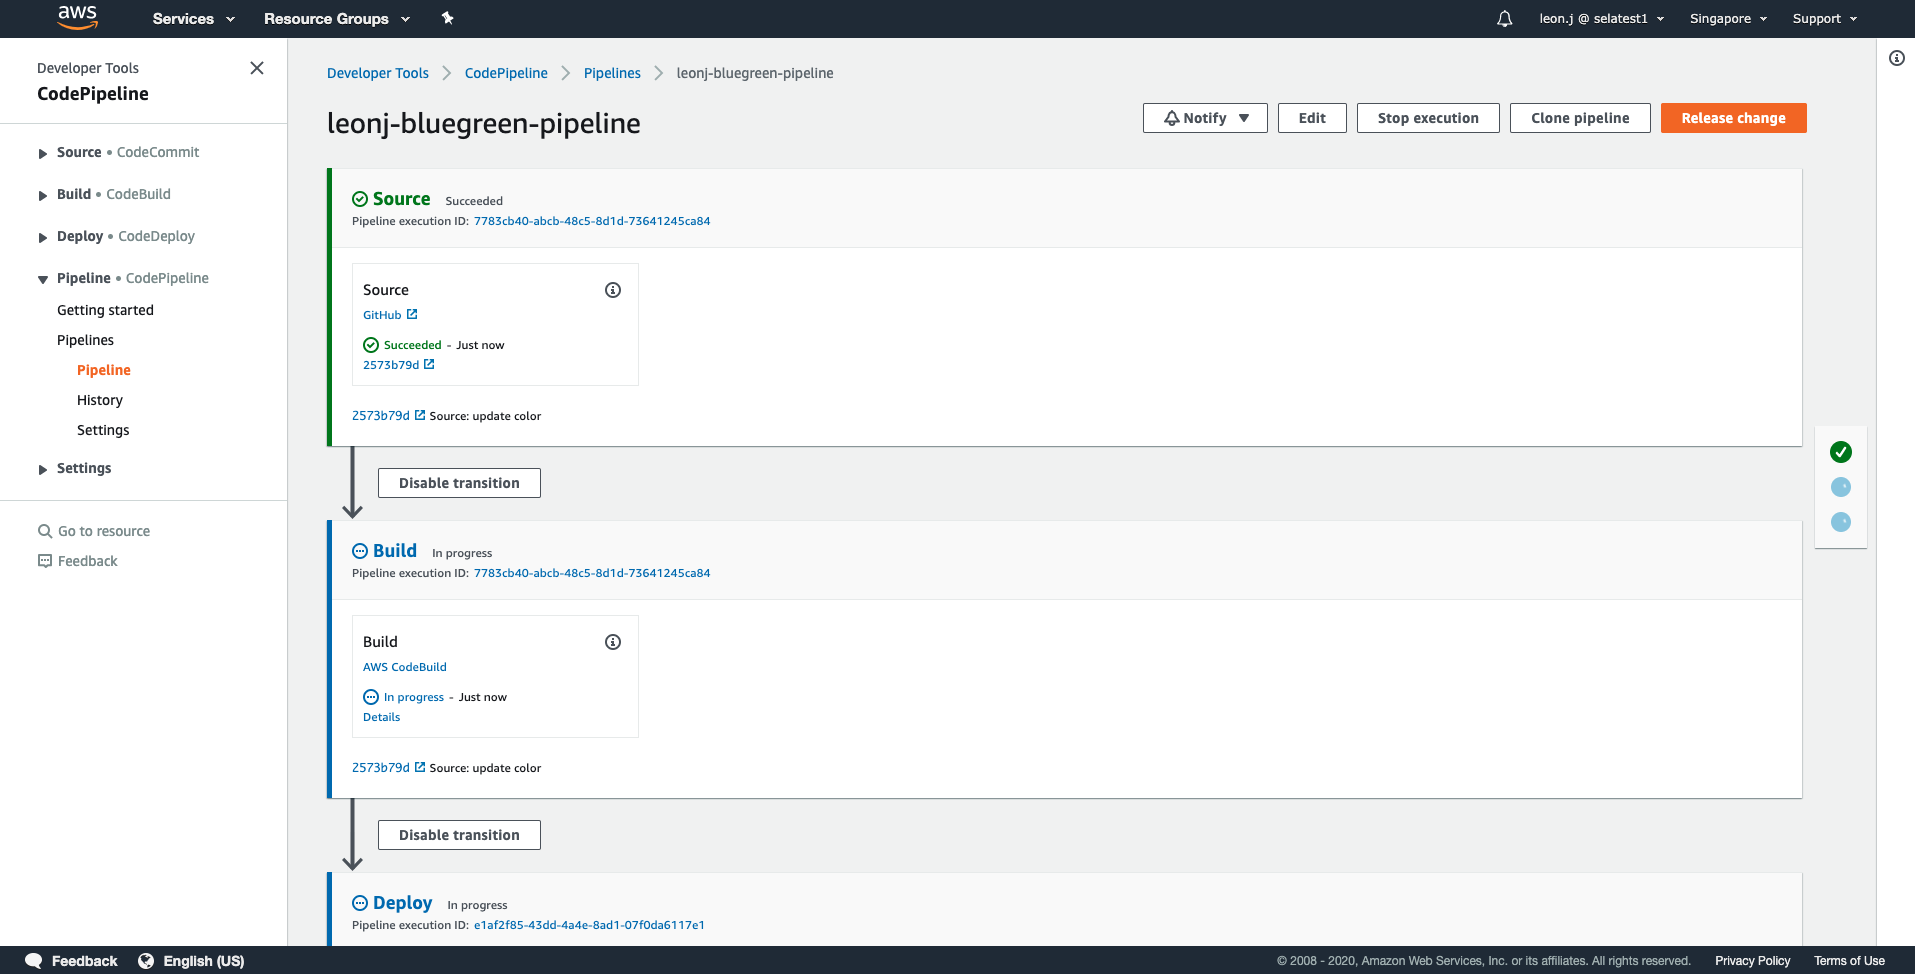 aws Services Resource Groups leon.j @ selatest1 Singapore Support
Developer Tools
CodePipeline
Source • CodeCommit
Build • CodeBuild
Deploy • CodeDeploy
Pipeline • CodePipeline
Getting started
Pipelines
Pipeline
History
Settings
Settings
Go to resource
Feedback
Developer Tools CodePipeline Pipelines leonj-bluegreen-pipeline
leonj-bluegreen-pipeline
Notify Edit Stop execution Clone pipeline Release change
Source Succeeded
Pipeline execution ID: 7783cb40-abcb-48c5-8d1d-73641245ca84
Source
GitHub
Succeeded - Just now
2573b79d
2573b79d Source: update color
Disable transition
Build In progress
Pipeline execution ID: 7783cb40-abcb-48c5-8d1d-73641245ca84
Build
AWS CodeBuild
In progress - Just now
Details
2573b79d Source: update color
Disable transition
Deploy In progress
Pipeline execution ID: e1af2f85-43dd-4a4e-8ad1-07f0da6117e1
Feedback English (US) © 2008 - 2020, Amazon Web Services, Inc. or its affiliates. All rights reserved. Privacy Policy Terms of Use